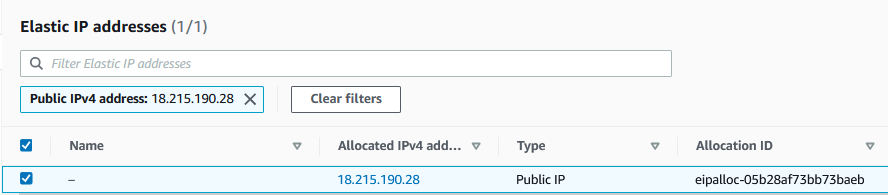 Elastic IP addresses (1/1)
Filter Elastic IP addresses
Public IPv4 address: 18.215.190.28
Clear filters
Name Allocated IPv4 add... Type Allocation ID
– 18.215.190.28 Public IP eipalloc-05b28af73bb73baeb